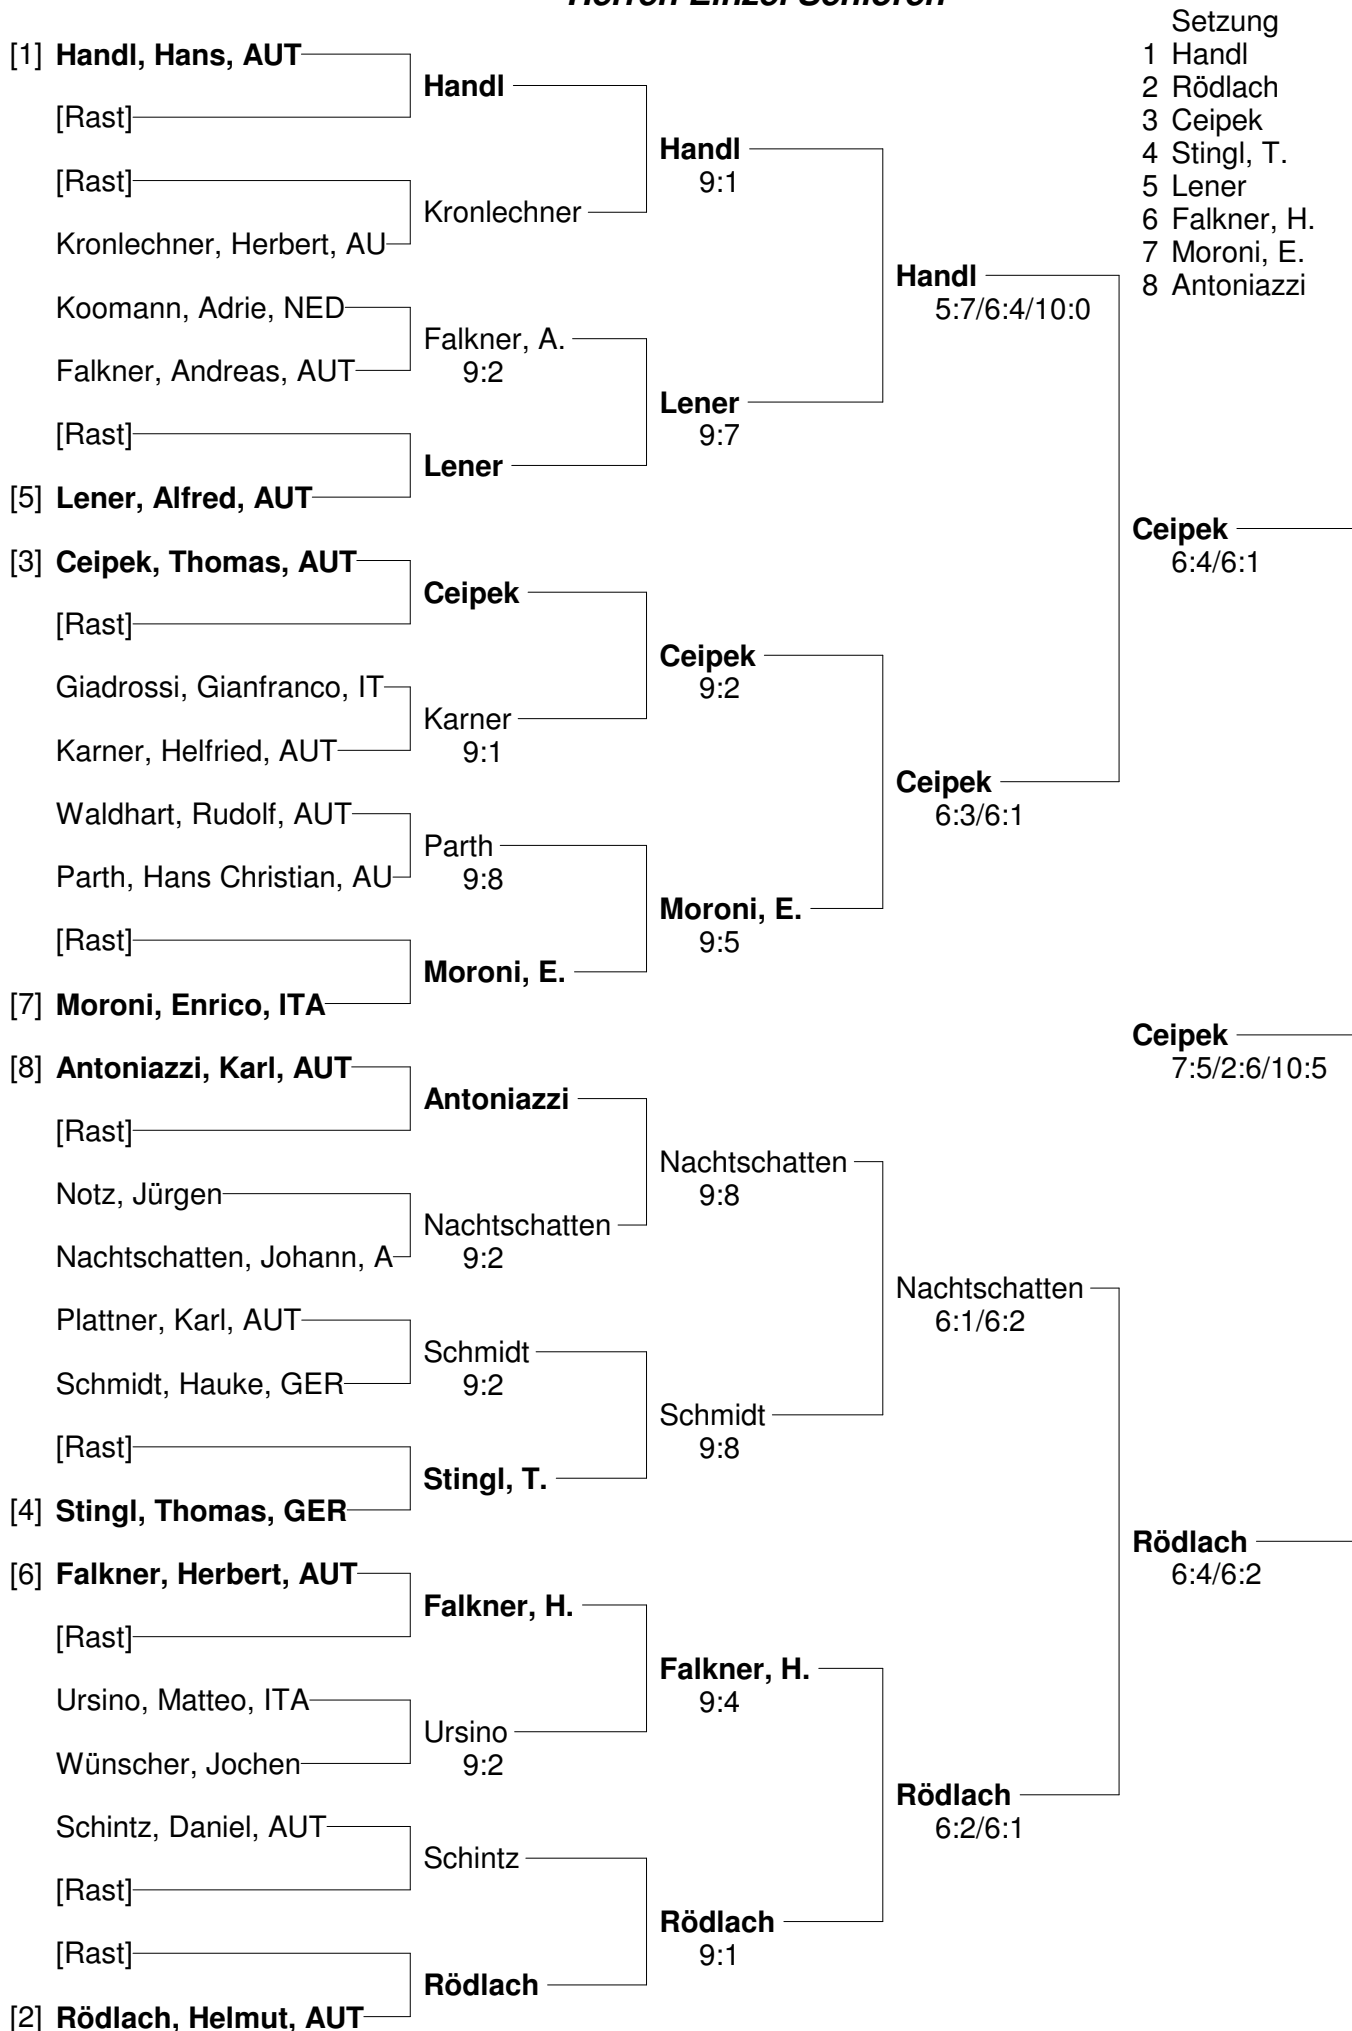 Herren Einzel Senioren
Setzung
1 Handl
2 Rödlach
3 Ceipek
4 Stingl, T.
5 Lener
6 Falkner, H.
7 Moroni, E.
8 Antoniazzi
[1] Handl, Hans, AUT
[Rast]
[Rast]
Kronlechner, Herbert, AU
Koomann, Adrie, NED
Falkner, Andreas, AUT
[Rast]
[5] Lener, Alfred, AUT
[3] Ceipek, Thomas, AUT
[Rast]
Giadrossi, Gianfranco, IT
Karner, Helfried, AUT
Waldhart, Rudolf, AUT
Parth, Hans Christian, AU
[Rast]
[7] Moroni, Enrico, ITA
[8] Antoniazzi, Karl, AUT
[Rast]
Notz, Jürgen
Nachtschatten, Johann, A
Plattner, Karl, AUT
Schmidt, Hauke, GER
[Rast]
[4] Stingl, Thomas, GER
[6] Falkner, Herbert, AUT
[Rast]
Ursino, Matteo, ITA
Wünscher, Jochen
Schintz, Daniel, AUT
[Rast]
[Rast]
[2] Rödlach, Helmut, AUT
Handl
Kronlechner
Falkner, A.
9:2
Lener
Ceipek
Karner
9:1
Parth
9:8
Moroni, E.
Antoniazzi
Nachtschatten
9:2
Schmidt
9:2
Stingl, T.
Falkner, H.
Ursino
9:2
Schintz
Rödlach
Handl
9:1
Lener
9:7
Ceipek
9:2
Moroni, E.
9:5
Nachtschatten
9:8
Schmidt
9:8
Falkner, H.
9:4
Rödlach
9:1
Handl
5:7/6:4/10:0
Ceipek
6:3/6:1
Nachtschatten
6:1/6:2
Rödlach
6:2/6:1
Ceipek
6:4/6:1
Ceipek
7:5/2:6/10:5
Rödlach
6:4/6:2